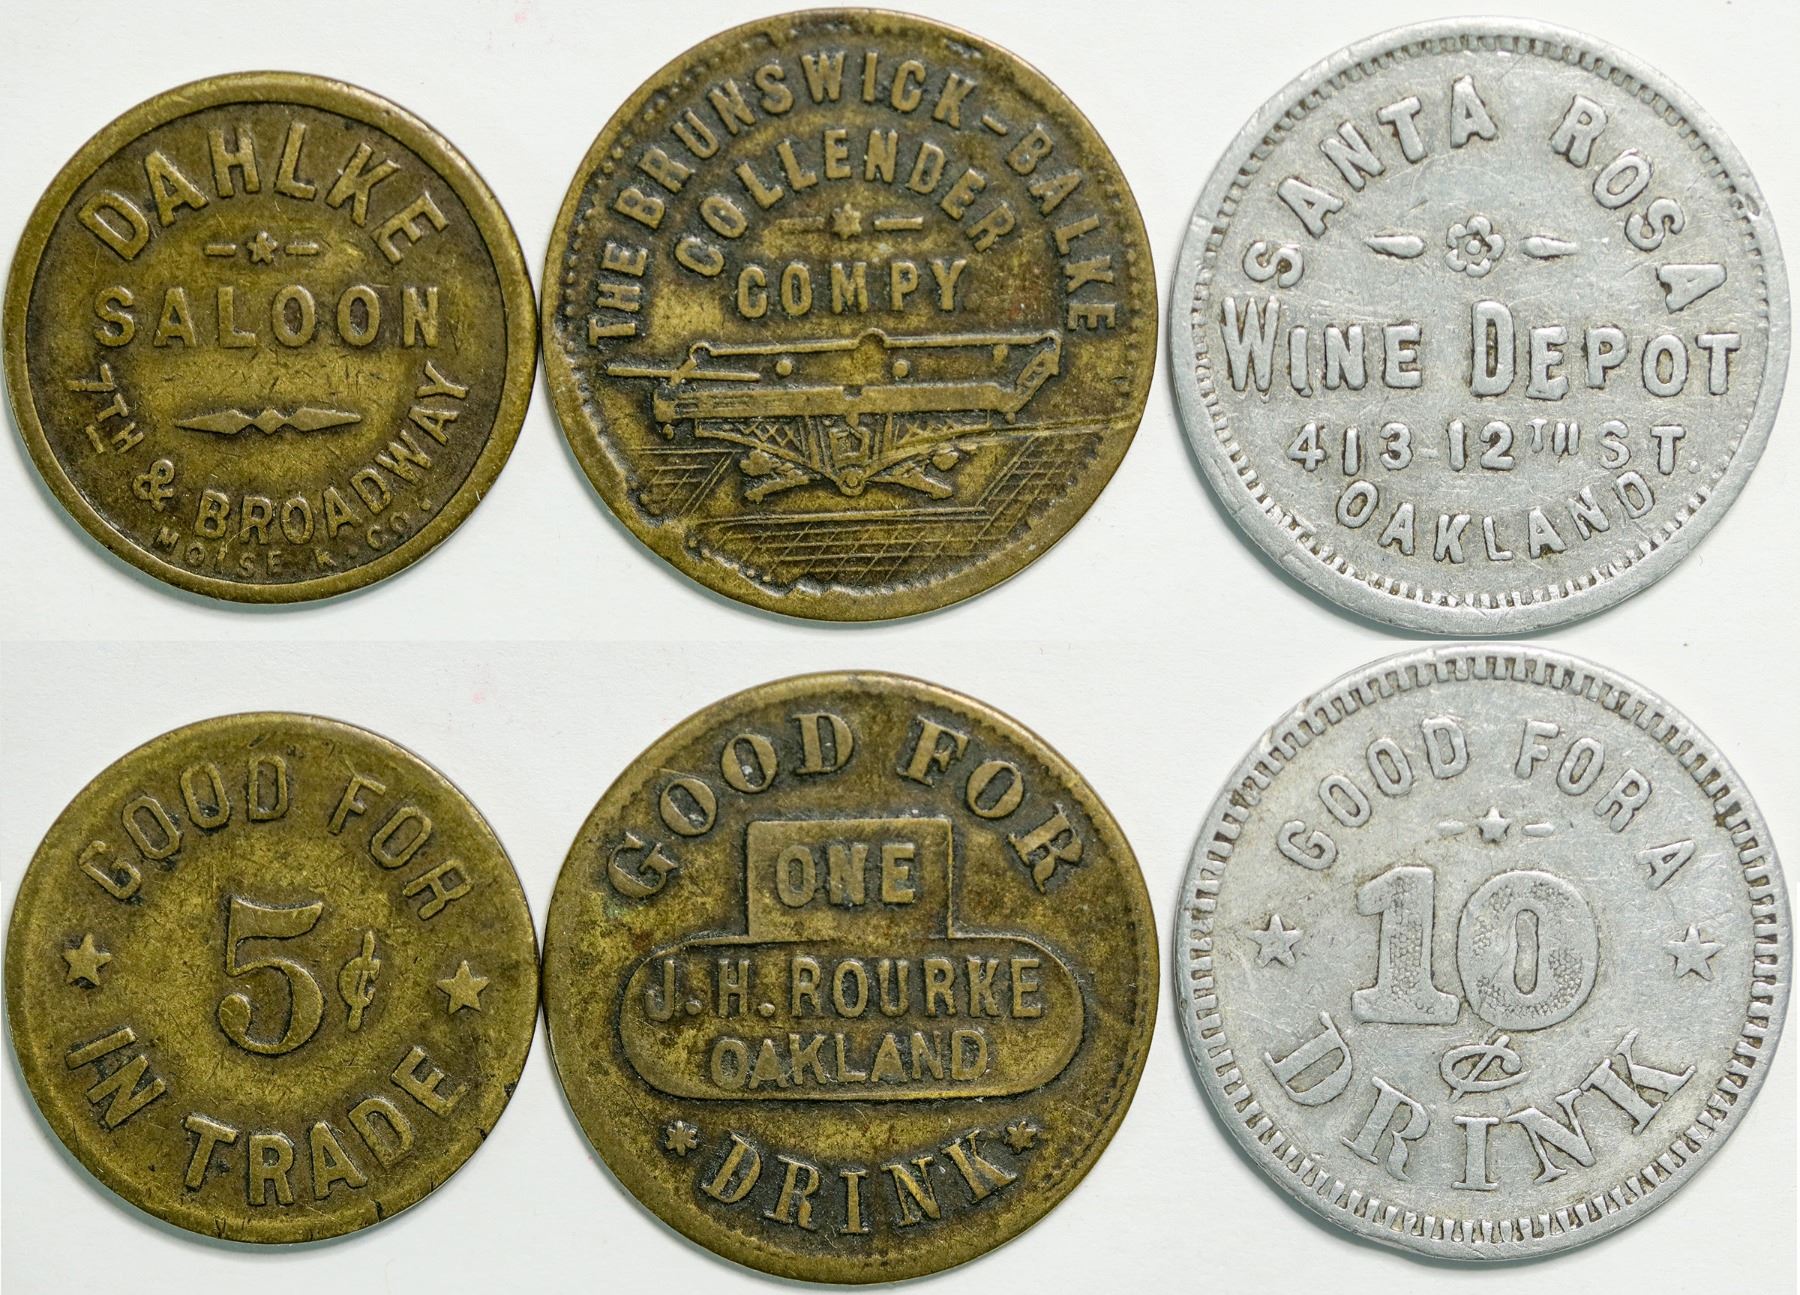 DAHLKE
SALOON
7TH & BROADWAY
MOISE K. CO.
THE BRUNSWICK-BALKE
COLLENDER
COMPY
SANTA ROSA
WINE DEPOT
413-12TH ST.
OAKLAND
GOOD FOR
5¢
IN TRADE
GOOD FOR
ONE
J.H. ROURKE
OAKLAND
DRINK
GOOD FOR A
10
¢
DRINK